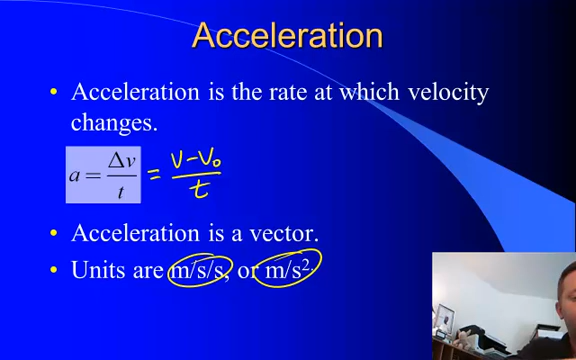 Acceleration
• Acceleration is the rate at which velocity
changes.
a = Δv/t = v - v₀/t
• Acceleration is a vector.
• Units are m/s/s, or m/s².